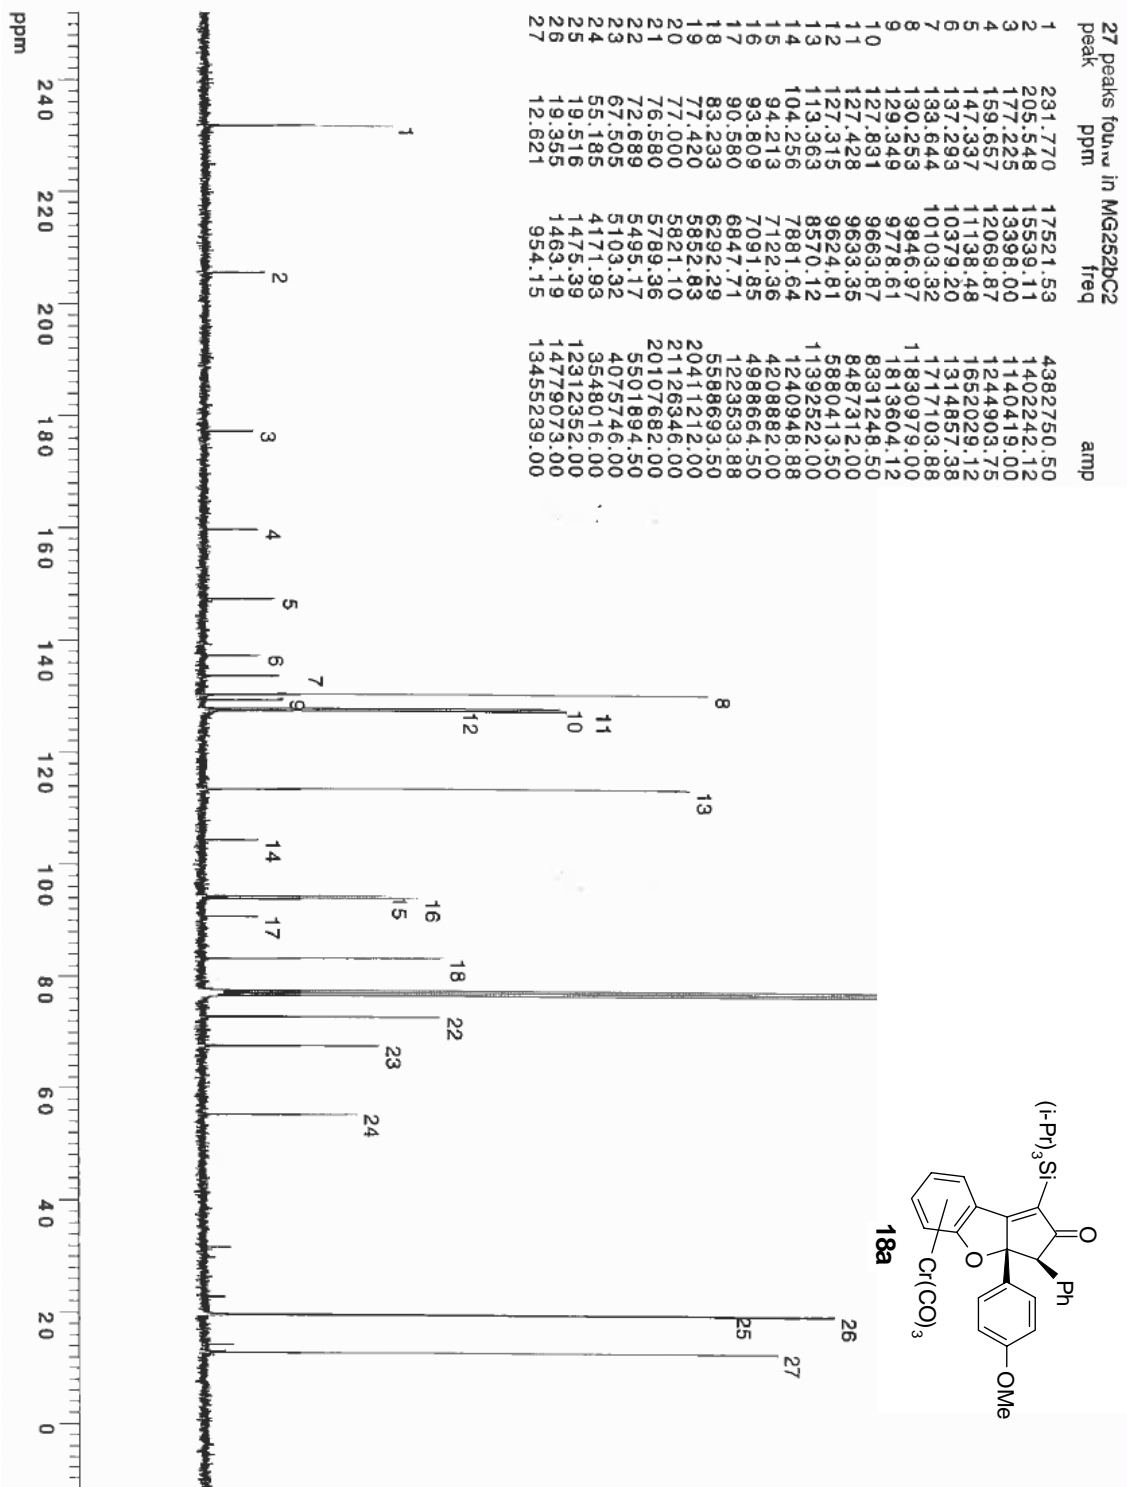 27 peaks found in MG252bC2
peak ppm freq amp
1 231.770 17521.53 4382750.50
2 205.548 15539.11 1402242.12
3 177.225 13398.00 1140419.00
4 159.657 12069.87 1244903.75
5 147.337 11138.48 1652029.12
6 137.293 10379.20 1314857.38
7 133.644 10103.32 1717103.88
8 130.253 9846.97 11830979.00
9 129.349 9778.61 1813604.12
10 127.831 9663.87 8331248.50
11 127.428 9633.35 8487312.00
12 127.315 9624.81 5880413.50
13 113.363 8570.12 11392522.00
14 104.256 7881.64 1240948.88
15 94.213 7122.36 4208882.00
16 93.809 7091.85 4988664.50
17 90.580 6847.71 1223533.88
18 83.233 6292.29 5588693.50
19 77.420 5852.83 20411212.00
20 77.000 5821.10 21126346.00
21 76.580 5789.36 20107682.00
22 72.689 5495.17 5501894.50
23 67.505 5103.32 4075746.00
24 55.185 4171.93 3548016.00
25 19.516 1475.39 12312352.00
26 19.355 1463.19 14779073.00
27 12.621 954.15 13455239.00
(i-Pr)3Si
O
Ph
O
OMe
Cr(CO)3
18a
1
2
3
4
5
6
7
8
9
10
11
12
13
14
15
16
17
18
22
23
24
25
26
27
ppm 240 220 200 180 160 140 120 100 80 60 40 20 0